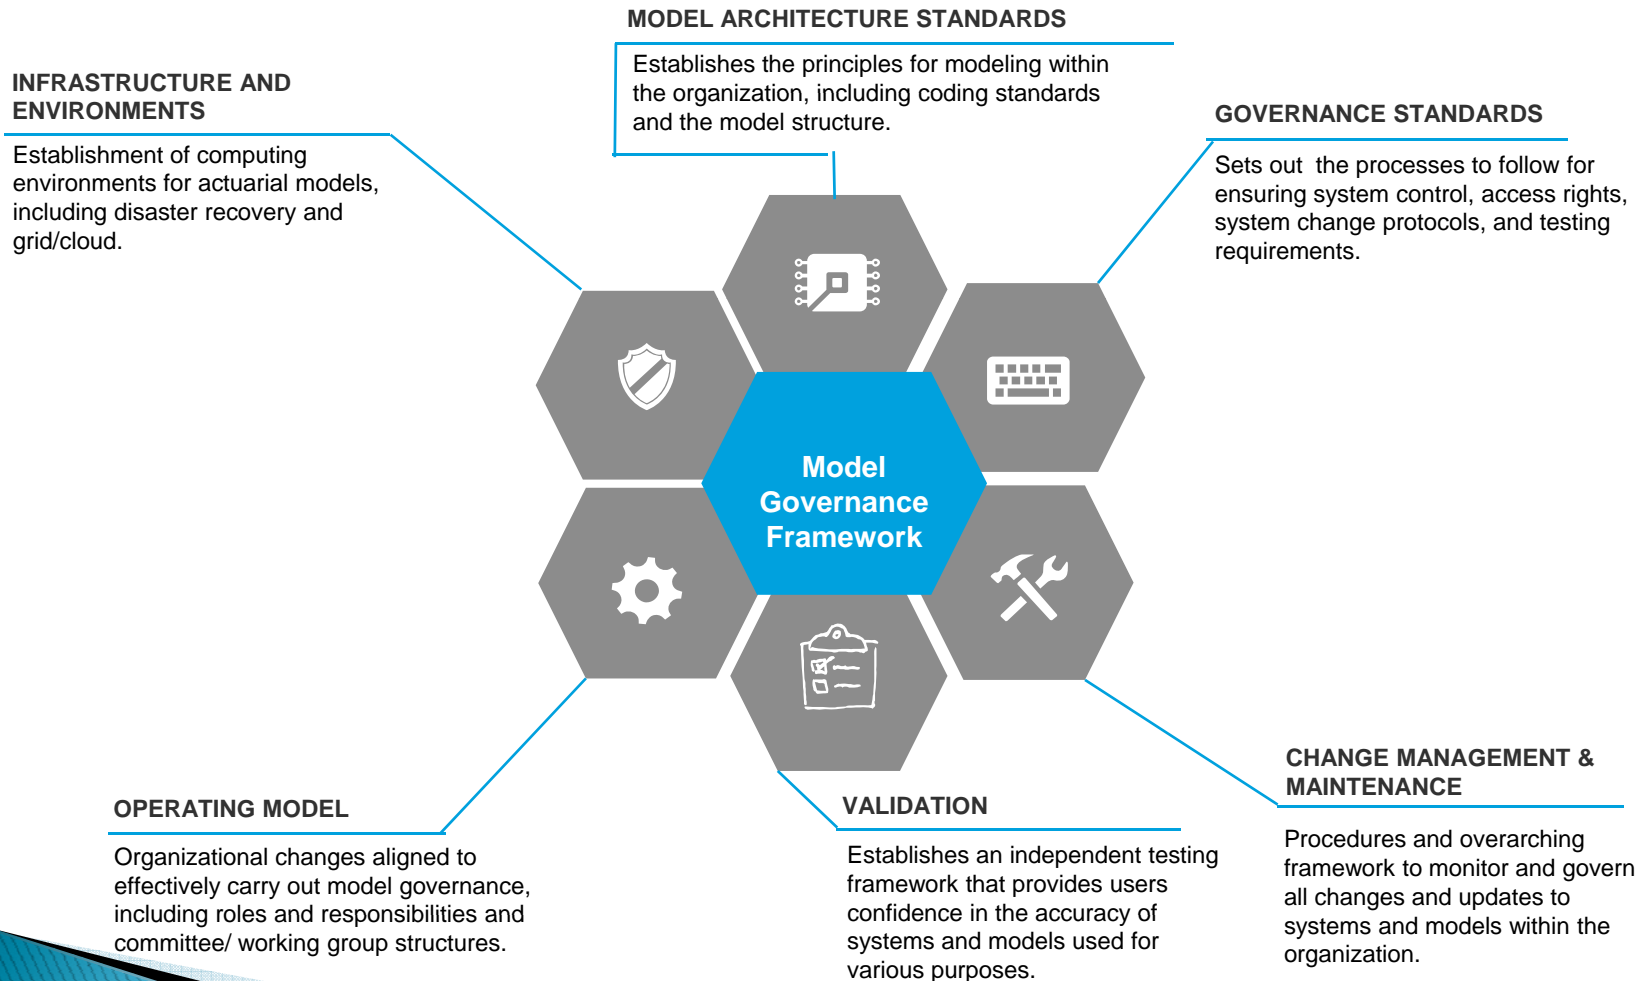 MODEL ARCHITECTURE STANDARDS
Establishes the principles for modeling within
the organization, including coding standards
and the model structure.
INFRASTRUCTURE AND
ENVIRONMENTS
Establishment of computing
environments for actuarial models,
including disaster recovery and
grid/cloud.
GOVERNANCE STANDARDS
Sets out the processes to follow for
ensuring system control, access rights,
system change protocols, and testing
requirements.
Model
Governance
Framework
OPERATING MODEL
Organizational changes aligned to
effectively carry out model governance,
including roles and responsibilities and
committee/ working group structures.
VALIDATION
Establishes an independent testing
framework that provides users
confidence in the accuracy of
systems and models used for
various purposes.
CHANGE MANAGEMENT &
MAINTENANCE
Procedures and overarching
framework to monitor and govern
all changes and updates to
systems and models within the
organization.